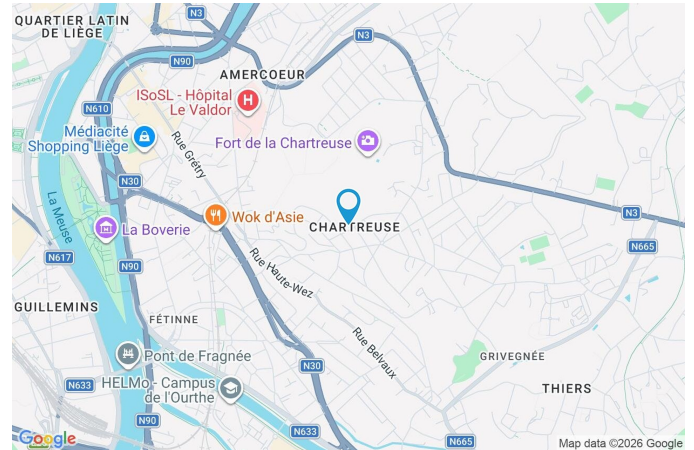 QUARTIER LATIN
DE LIÈGE
N90
N3
AMERCOEUR
ISoSL - Hôpital
Le Valdor
N610
Médiacité
Shopping Liège
Rue Grétry
Fort de la Chartreuse
N30
La Meuse
Wok d'Asie
CHARTREUSE
N3
La Boverie
N665
N617
N90
Rue Haute-Wez
GUILLEMINS
FÉTINNE
Rue Belvaux
Pont de Fragnée
N30
GRIVEGNÉE
N633
HELMo - Campus
de l'Ourthe
THIERS
N90
N633
N665
Google
Map data ©2026 Google